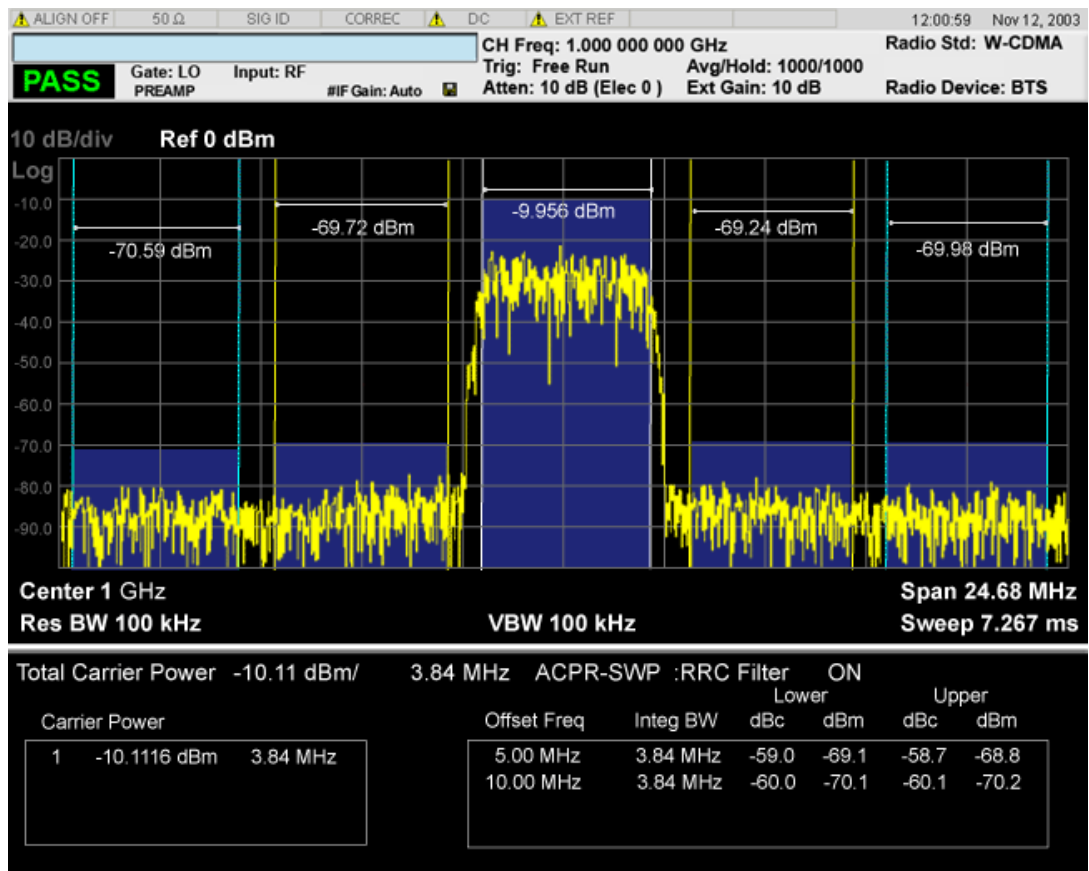 ALIGN OFF 50 Ω SIG ID CORREC DC EXT REF 12:00:59 Nov 12, 2003
CH Freq: 1.000 000 000 GHz Radio Std: W-CDMA
PASS Gate: LO Input: RF Trig: Free Run Avg/Hold: 1000/1000
PREAMP #IF Gain: Auto Atten: 10 dB (Elec 0 ) Ext Gain: 10 dB Radio Device: BTS
10 dB/div Ref 0 dBm
Log
-10.0
-20.0
-30.0
-40.0
-50.0
-60.0
-70.0
-80.0
-90.0
-70.59 dBm
-69.72 dBm
-9.956 dBm
-69.24 dBm
-69.98 dBm
Center 1 GHz Span 24.68 MHz
Res BW 100 kHz VBW 100 kHz Sweep 7.267 ms
Total Carrier Power -10.11 dBm/ 3.84 MHz ACPR-SWP :RRC Filter ON
Lower Upper
Carrier Power Offset Freq Integ BW dBc dBm dBc dBm
1 -10.1116 dBm 3.84 MHz 5.00 MHz 3.84 MHz -59.0 -69.1 -58.7 -68.8
10.00 MHz 3.84 MHz -60.0 -70.1 -60.1 -70.2